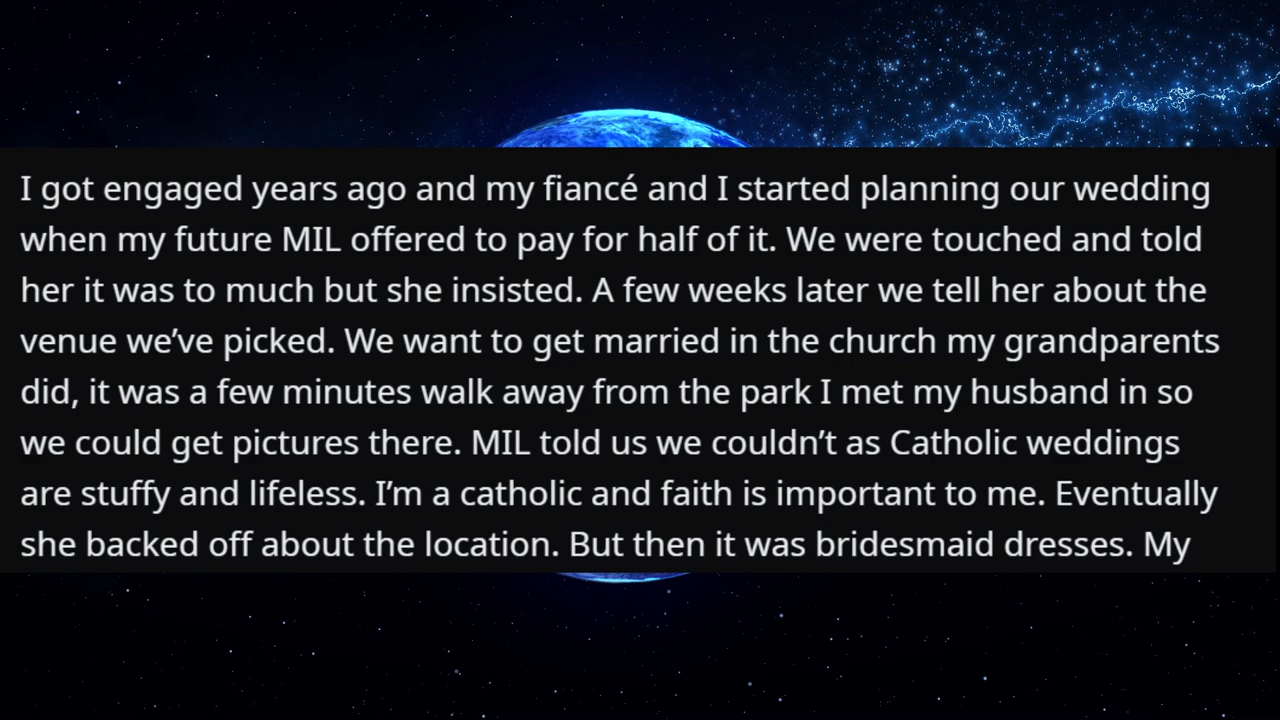 I got engaged years ago and my fiancé and I started planning our wedding
when my future MIL offered to pay for half of it. We were touched and told
her it was to much but she insisted. A few weeks later we tell her about the
venue we’ve picked. We want to get married in the church my grandparents
did, it was a few minutes walk away from the park I met my husband in so
we could get pictures there. MIL told us we couldn’t as Catholic weddings
are stuffy and lifeless. I’m a catholic and faith is important to me. Eventually
she backed off about the location. But then it was bridesmaid dresses. My